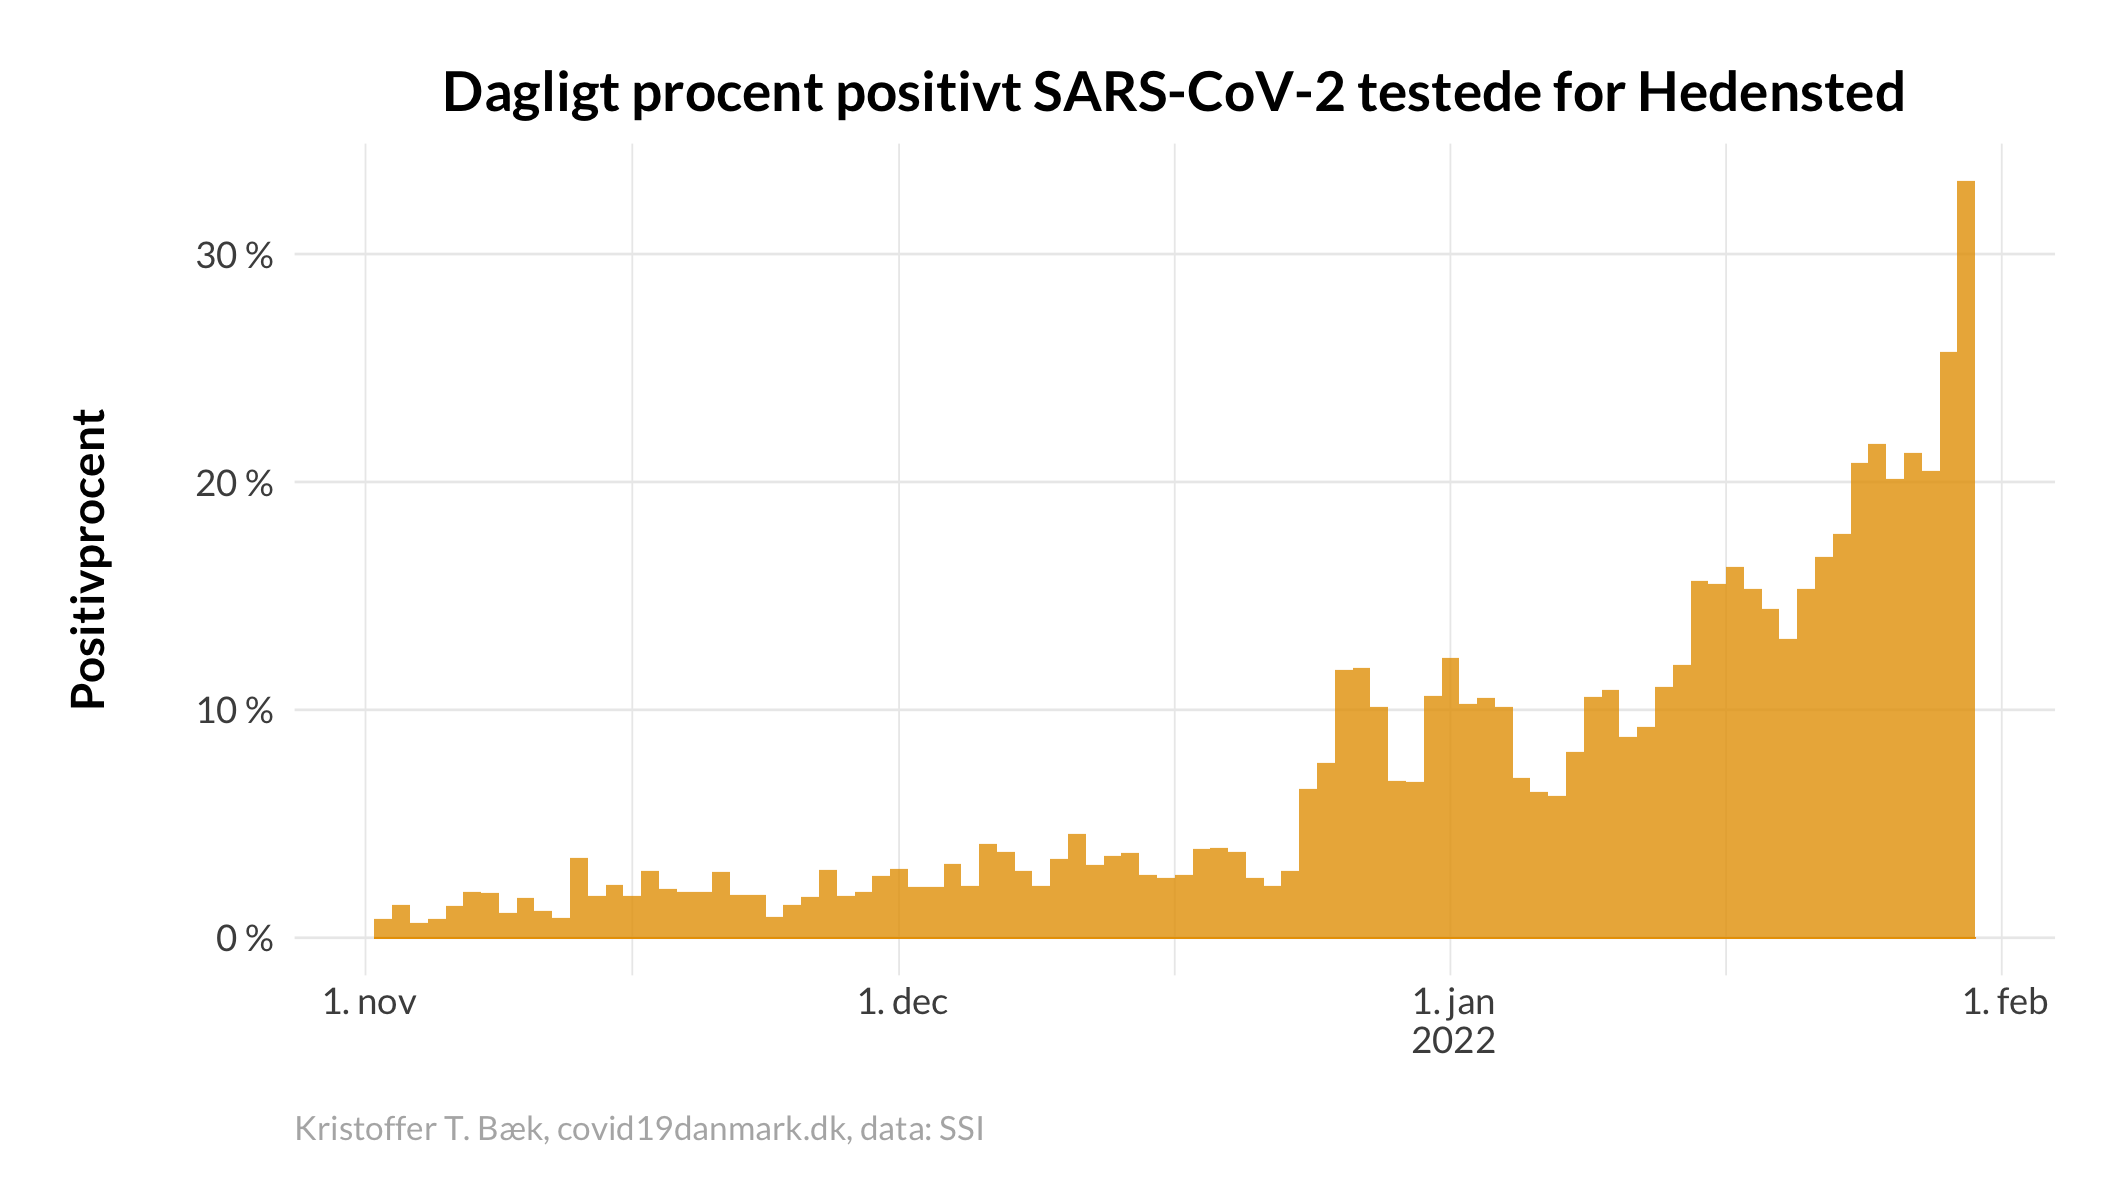 Dagligt procent positivt SARS-CoV-2 testede for Hedensted
Positivprocent
30 %
20 %
10 %
0 %
1. nov
1. dec
1. jan
2022
1. feb
Kristoffer T. Bæk, covid19danmark.dk, data: SSI